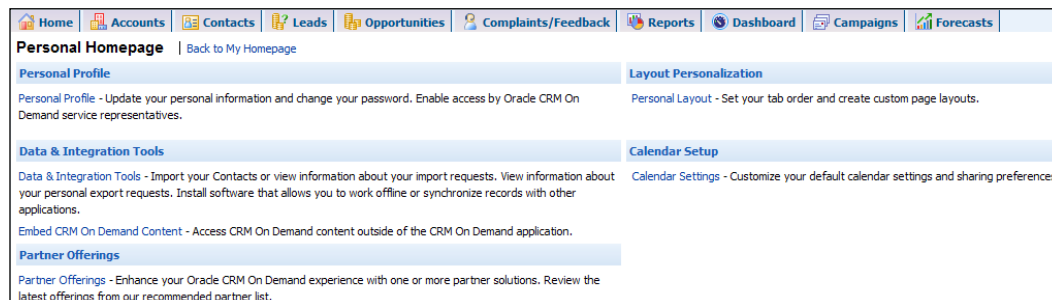 Home Accounts Contacts Leads Opportunities Complaints/Feedback Reports Dashboard Campaigns Forecasts
Personal Homepage | Back to My Homepage
Personal Profile
Personal Profile - Update your personal information and change your password. Enable access by Oracle CRM On
Demand service representatives.
Layout Personalization
Personal Layout - Set your tab order and create custom page layouts.
Data & Integration Tools
Data & Integration Tools - Import your Contacts or view information about your import requests. View information about
your personal export requests. Install software that allows you to work offline or synchronize records with other
applications.
Embed CRM On Demand Content - Access CRM On Demand content outside of the CRM On Demand application.
Calendar Setup
Calendar Settings - Customize your default calendar settings and sharing preferences
Partner Offerings
Partner Offerings - Enhance your Oracle CRM On Demand experience with one or more partner solutions. Review the
latest offerings from our recommended partner list.